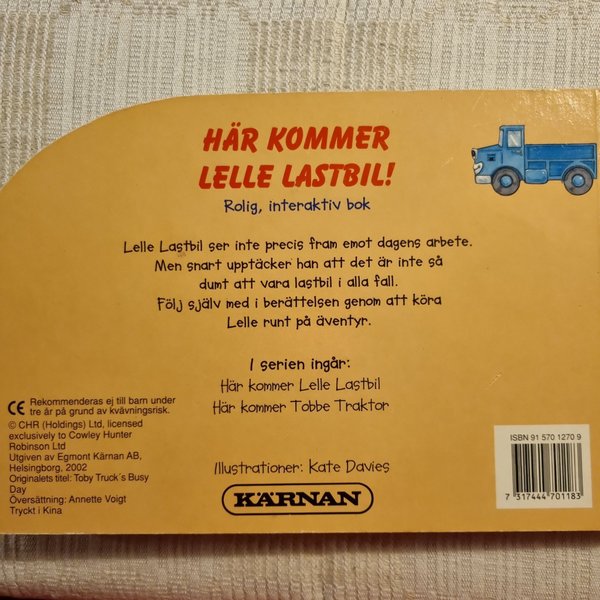 HÄR KOMMER
LELLE LASTBIL!
Rolig, interaktiv bok
Lelle Lastbil ser inte precis fram emot dagens arbete.
Men snart upptäcker han att det är inte så
dumt att vara lastbil i alla fall.
Följ själv med i berättelsen genom att köra
Lelle runt på äventyr.
I serien ingår:
Här kommer Lelle Lastbil
Här kommer Tobbe Traktor
CE Rekommenderas ej till barn under
tre år på grund av kvävningsrisk.
© CHR (Holdings) Ltd, licensed
exclusively to Cowley Hunter
Robinson Ltd
Utgiven av Egmont Kärnan AB,
Helsingborg, 2002
Originalets titel: Toby Truck´s Busy
Day
Översättning: Annette Voigt
Tryckt i Kina
Illustrationer: Kate Davies
KÄRNAN
ISBN 91 570 1270 9
7 317444 701183